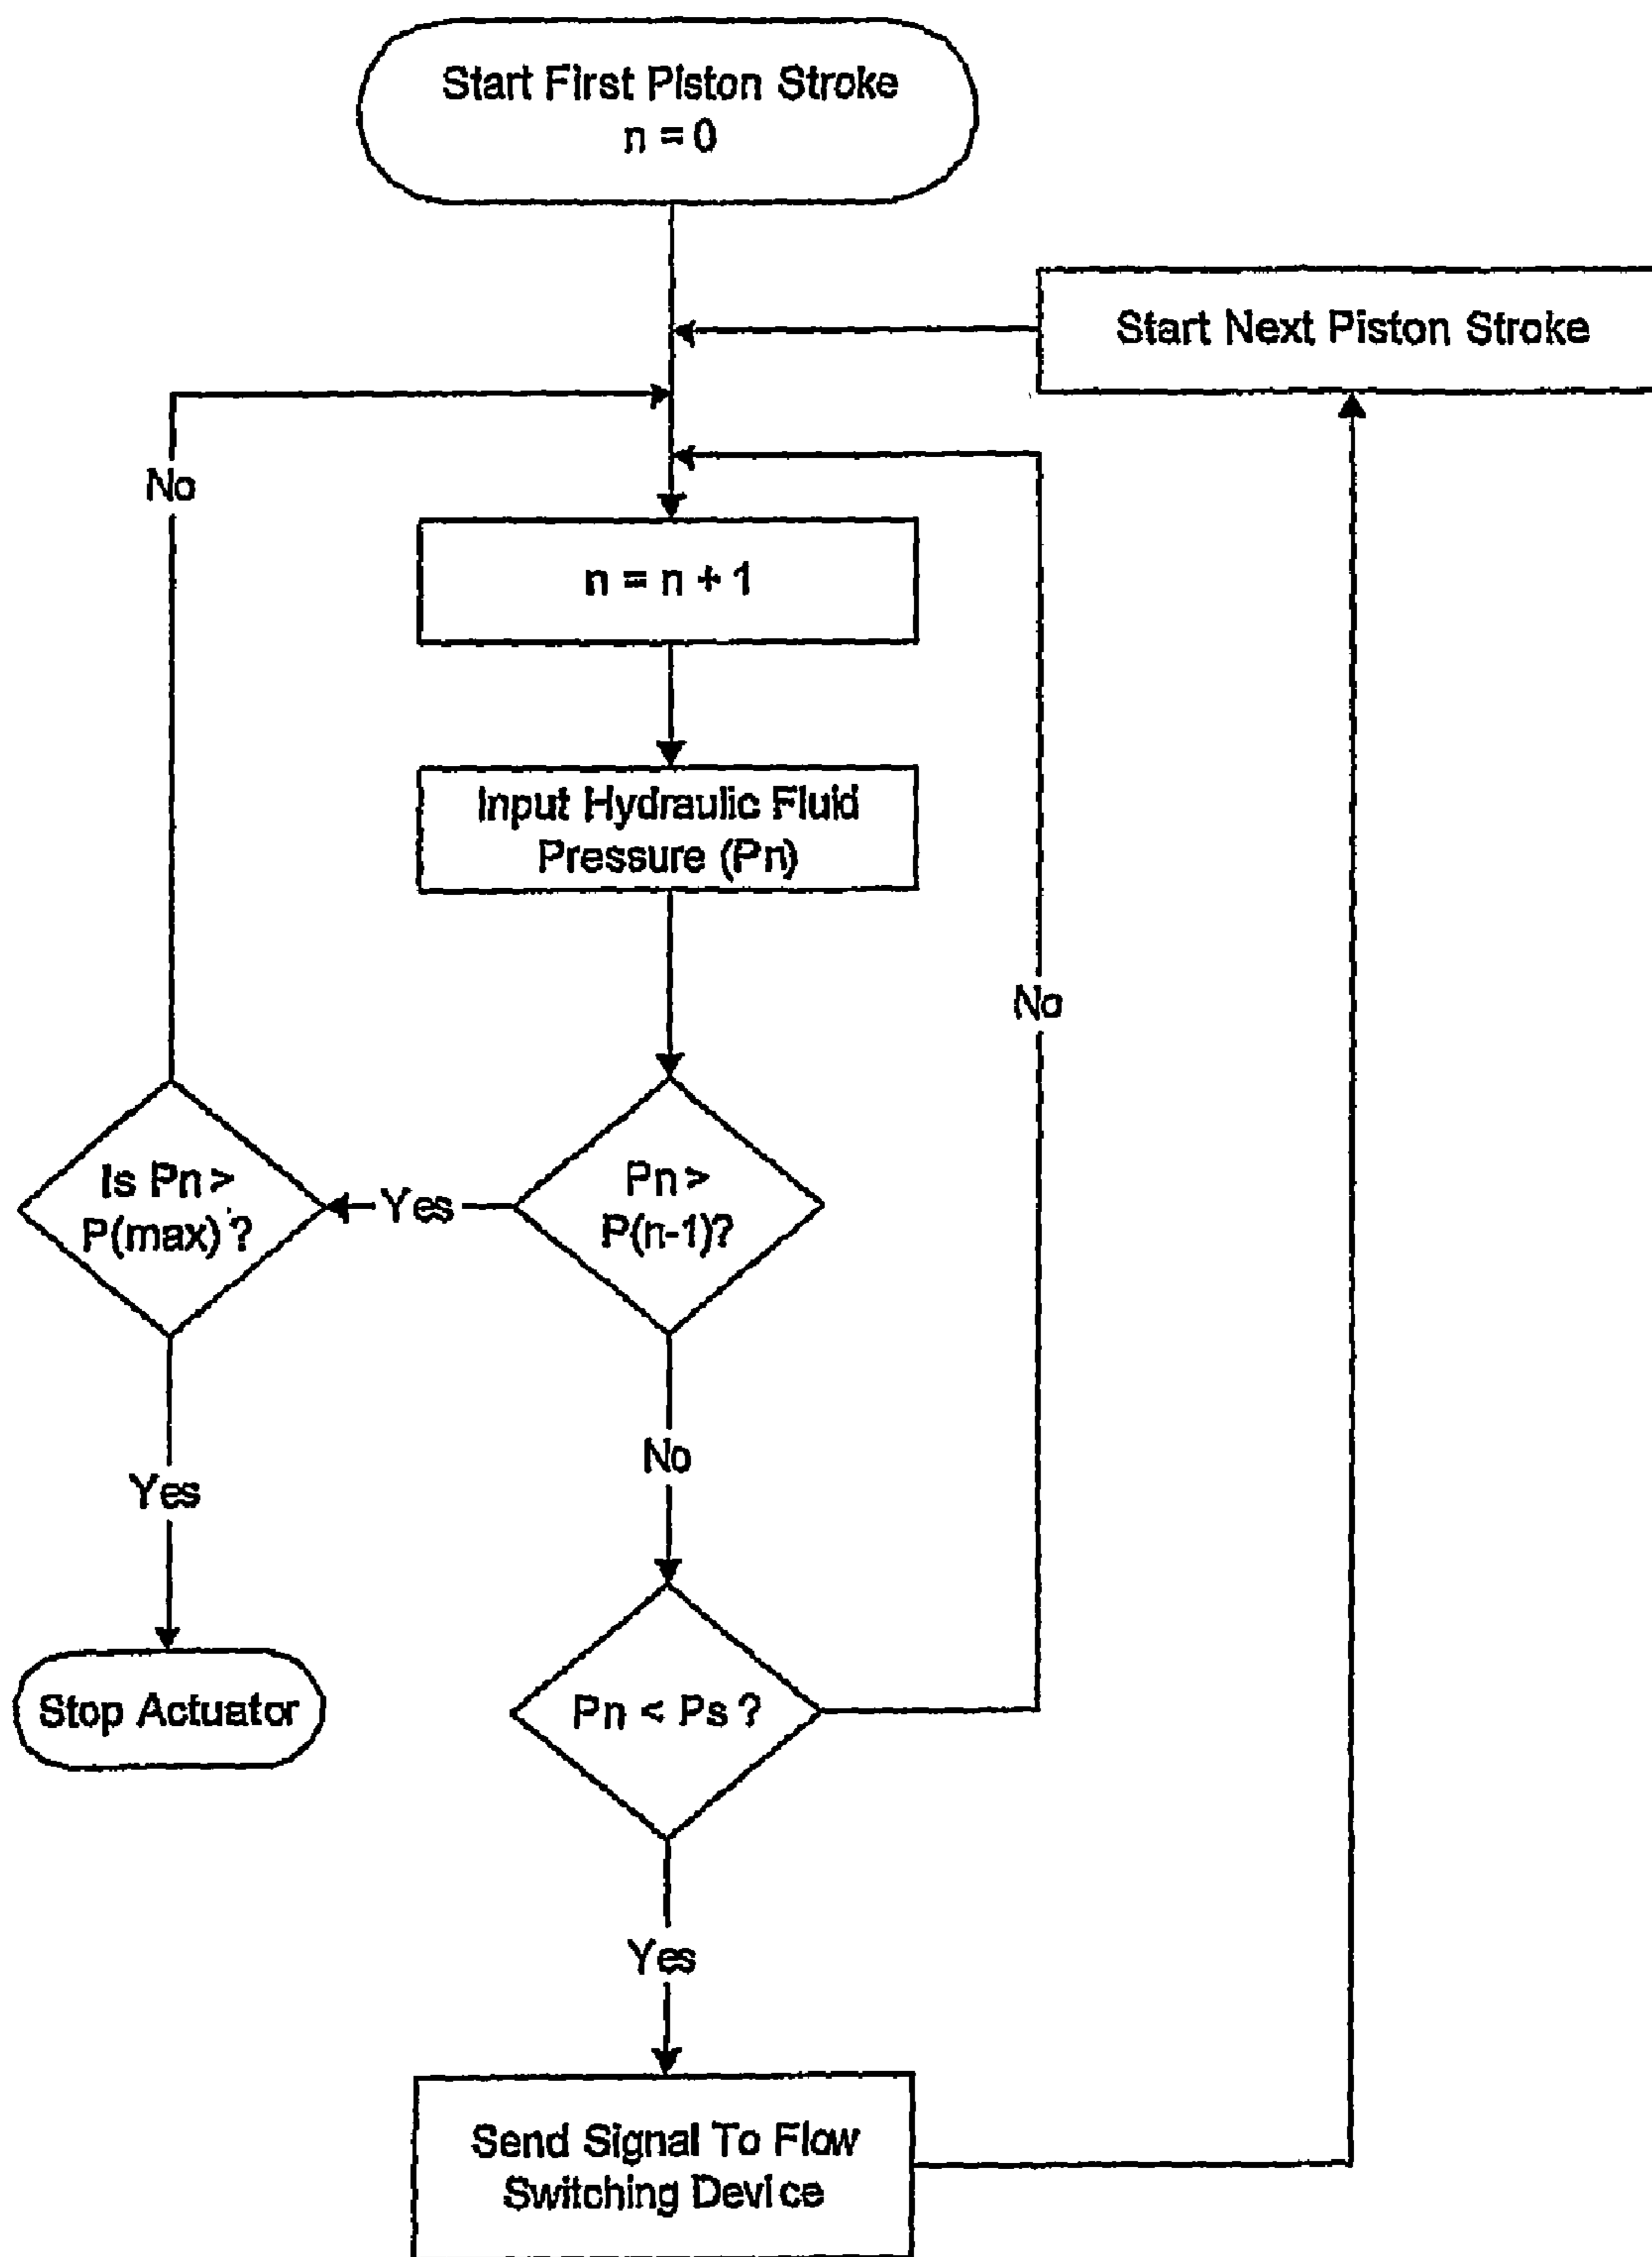 Start First Piston Stroke
n = 0
Start Next Piston Stroke
No
n = n + 1
Input Hydraulic Fluid
Pressure (Pn)
No
Is Pn >
P(max) ?
Yes
Pn >
P(n-1)?
No
Yes
Stop Actuator
Pn < Ps ?
Yes
Send Signal To Flow
Switching Device